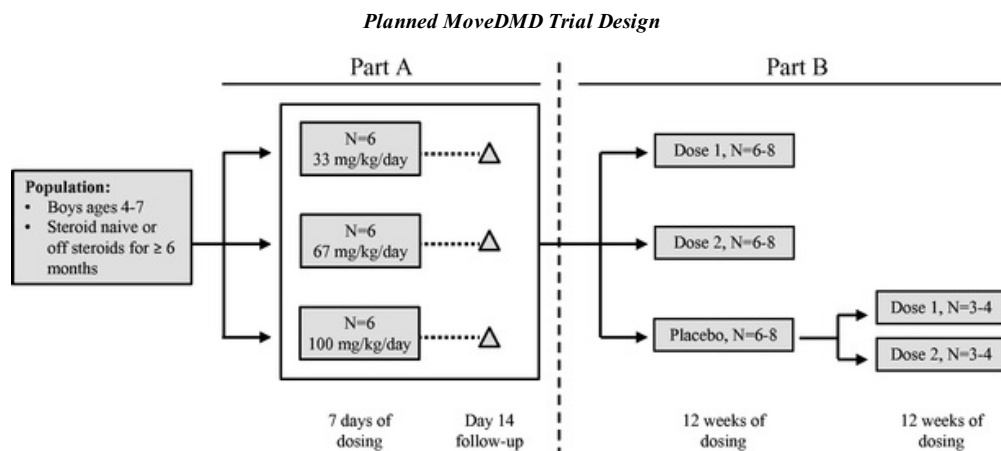 Planned MoveDMD Trial Design
Part A
Part B
Population:
• Boys ages 4-7
• Steroid naive or
off steroids for ≥ 6
months
N=6
33 mg/kg/day
N=6
67 mg/kg/day
N=6
100 mg/kg/day
Dose 1, N=6-8
Dose 2, N=6-8
Placebo, N=6-8
Dose 1, N=3-4
Dose 2, N=3-4
7 days of
dosing
Day 14
follow-up
12 weeks of
dosing
12 weeks of
dosing